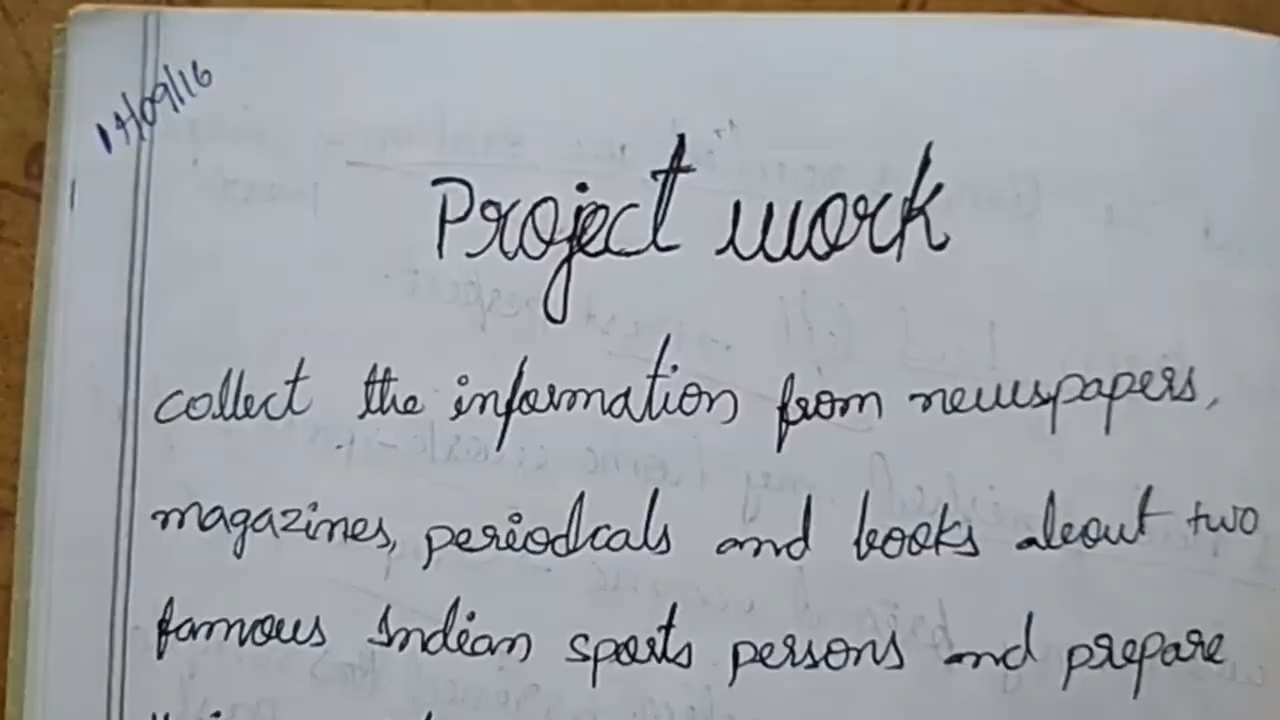 14/09/16
Project work
collect the information from newspapers,
magazines, periodcals and books about two
famous Indian sports persons and prepare